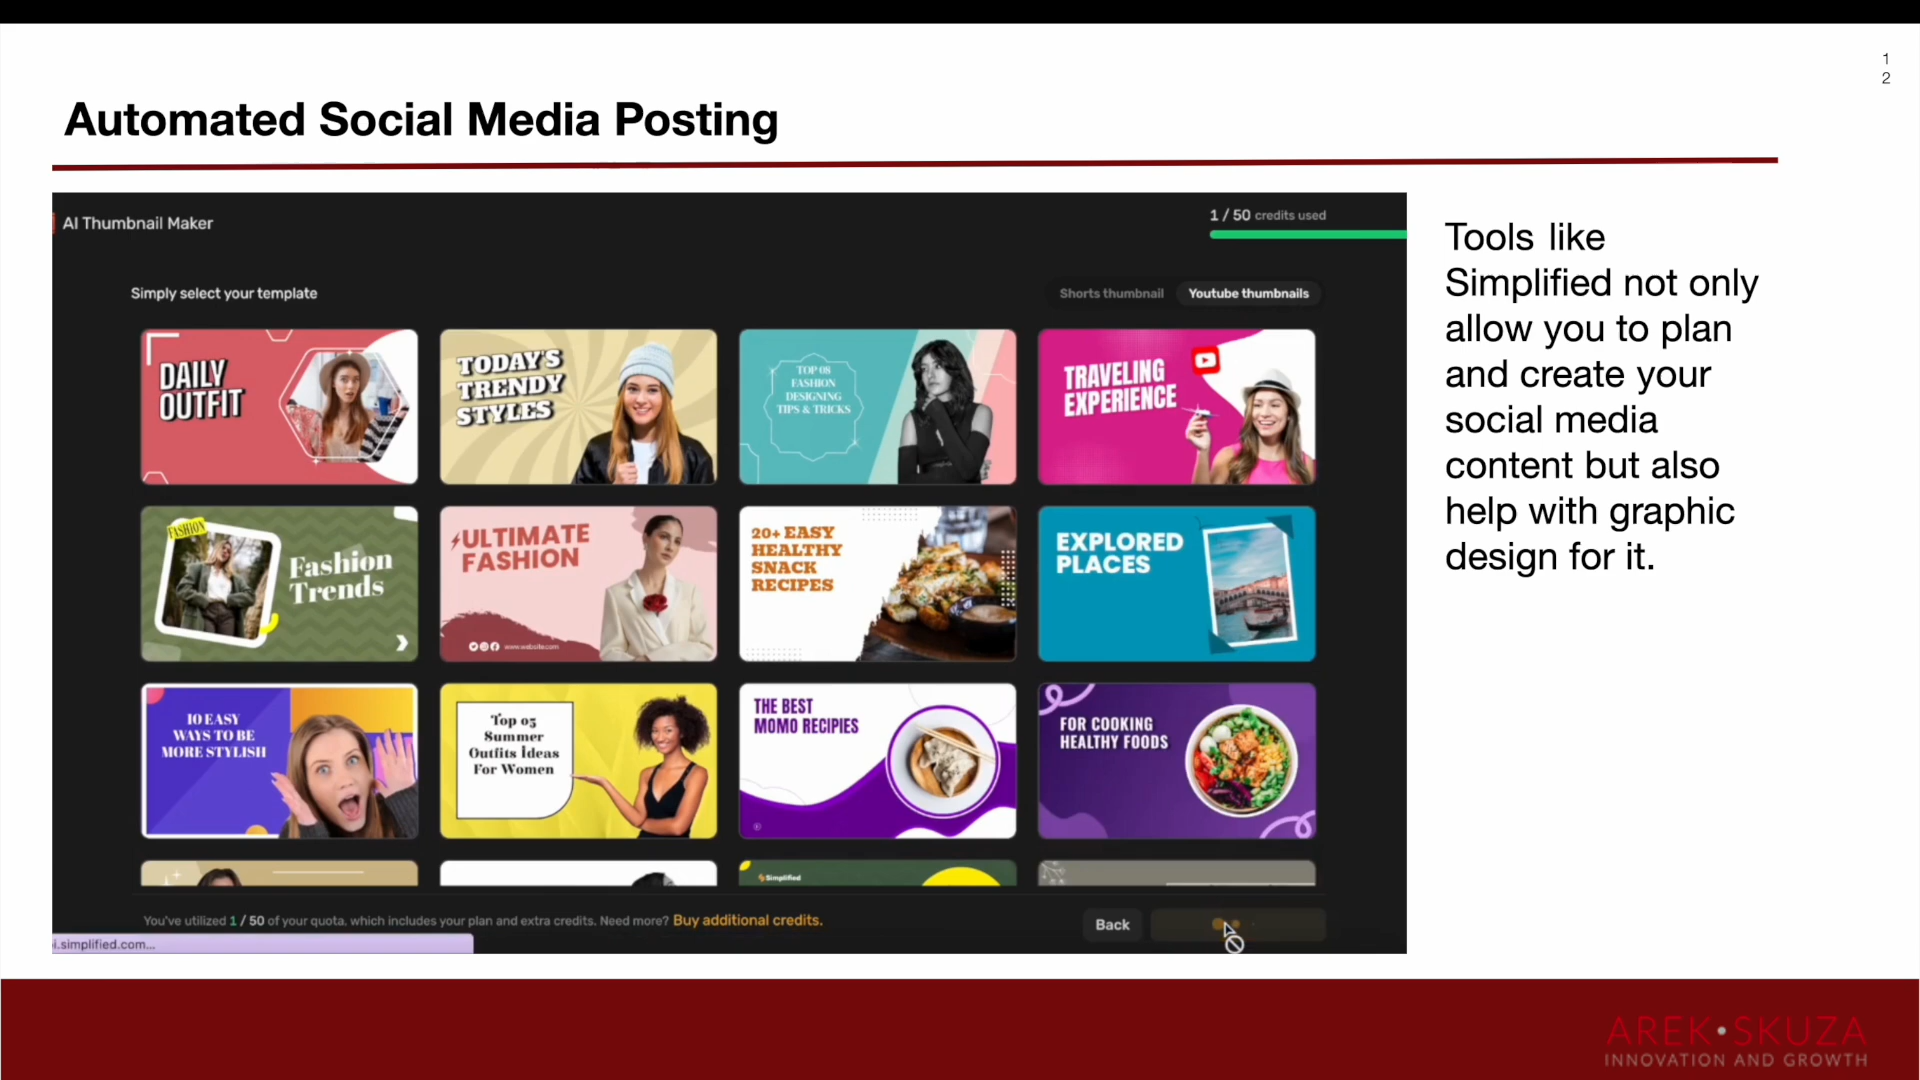 1
2
Automated Social Media Posting
AI Thumbnail Maker
1 / 50 credits used
Simply select your template
Shorts thumbnail
Youtube thumbnails
DAILY
OUTFIT
TODAY'S
TRENDY
STYLES
TOP 08
FASHION
DESIGNING
TIPS & TRICKS
TRAVELING
EXPERIENCE
FASHION
Fashion
Trends
ULTIMATE
FASHION
www.website.com
20+ EASY
HEALTHY
SNACK
RECIPES
EXPLORED
PLACES
10 EASY
WAYS TO BE
MORE STYLISH
Top 05
Summer
Outfits İdeas
For Women
THE BEST
MOMO RECIPIES
FOR COOKING
HEALTHY FOODS
Simplified
You've utilized 1 / 50 of your quota, which includes your plan and extra credits. Need more? Buy additional credits.
Back
i.simplified.com...
Tools like
Simplified not only
allow you to plan
and create your
social media
content but also
help with graphic
design for it.
AREK•SKUZA
INNOVATION AND GROWTH